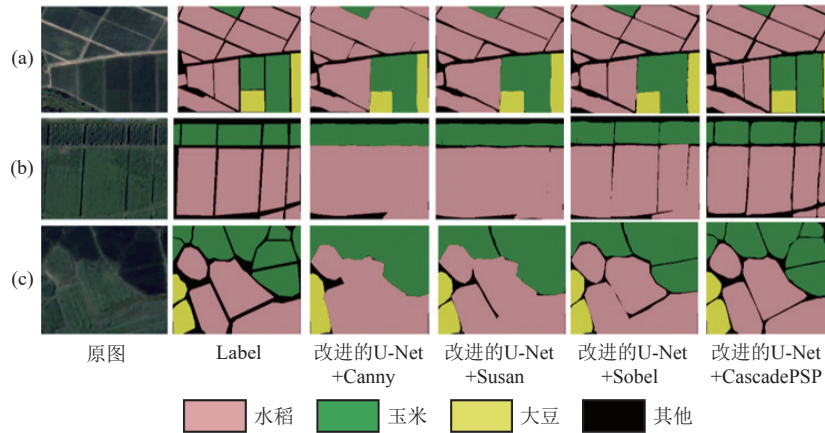 (a)
(b)
(c)
原图
Label
改进的U-Net
+Canny
改进的U-Net
+Susan
改进的U-Net
+Sobel
改进的U-Net
+CascadePSP
水稻
玉米
大豆
其他